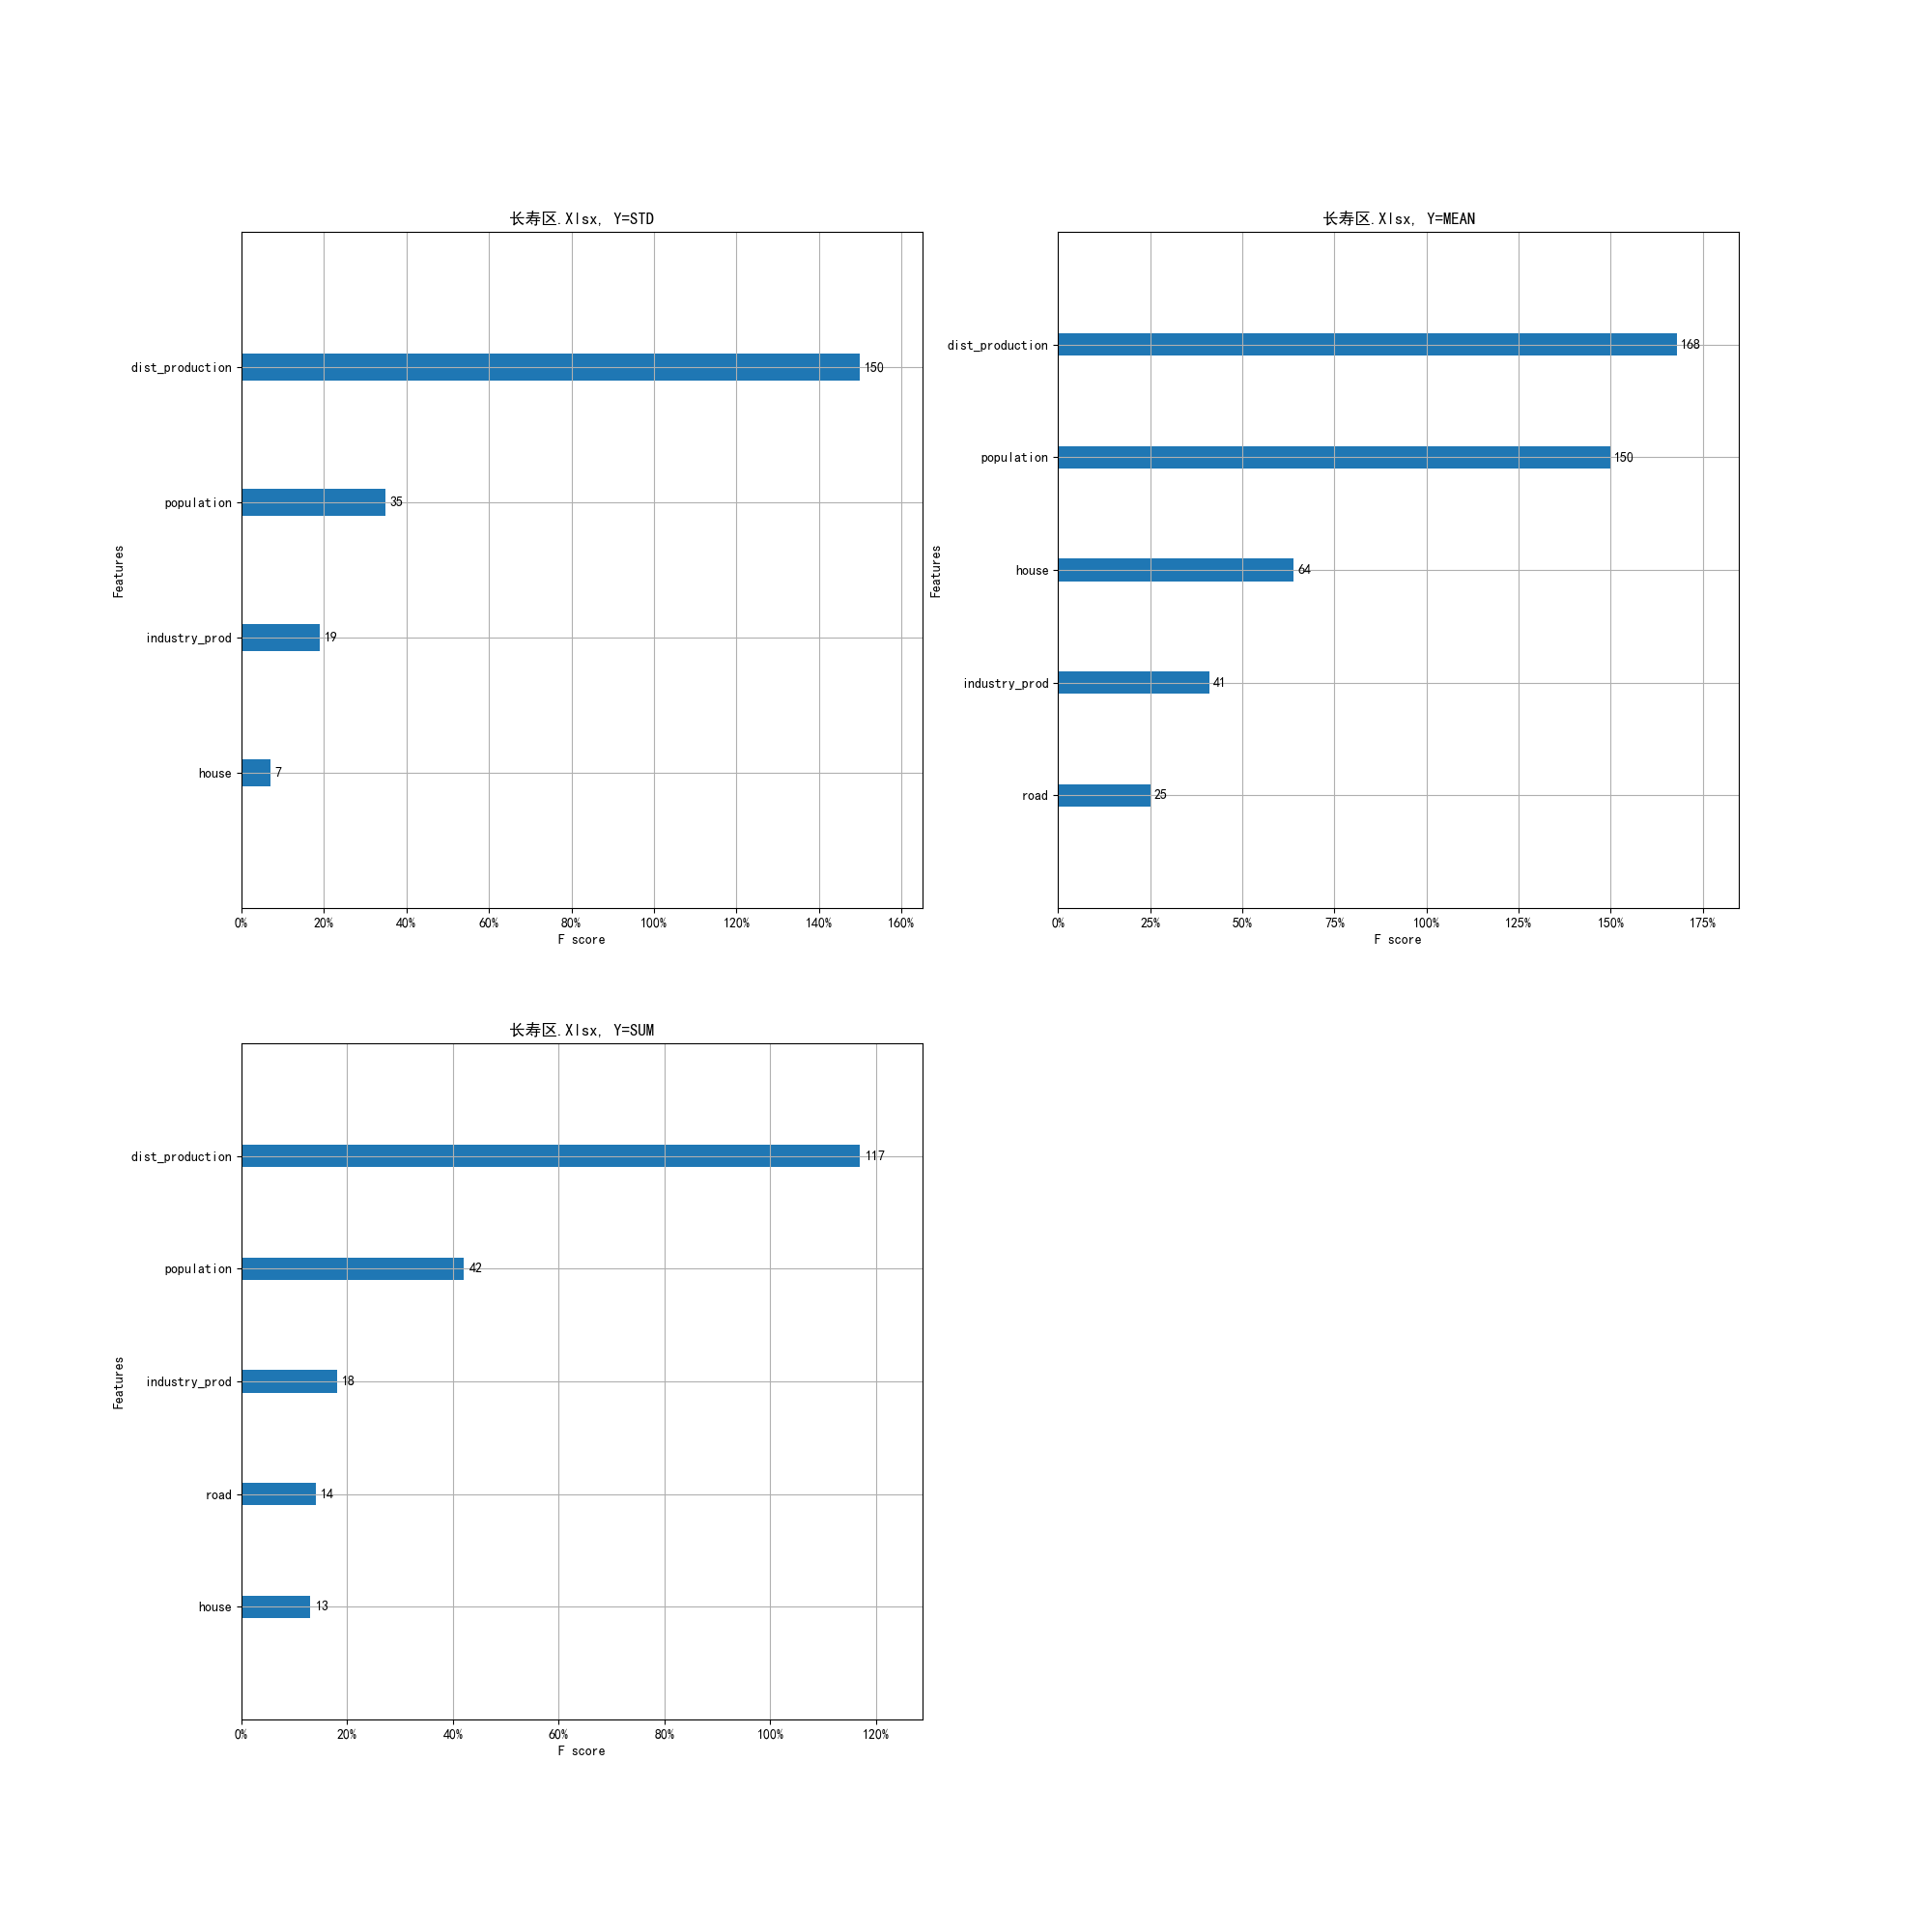 长寿区.Xlsx, Y=STD
Features
dist_production
150
population
35
industry_prod
19
house
7
0% 20% 40% 60% 80% 100% 120% 140% 160%
F score
长寿区.Xlsx, Y=MEAN
Features
dist_production
168
population
150
house
64
industry_prod
41
road
25
0% 25% 50% 75% 100% 125% 150% 175%
F score
长寿区.Xlsx, Y=SUM
Features
dist_production
117
population
42
industry_prod
18
road
14
house
13
0% 20% 40% 60% 80% 100% 120%
F score